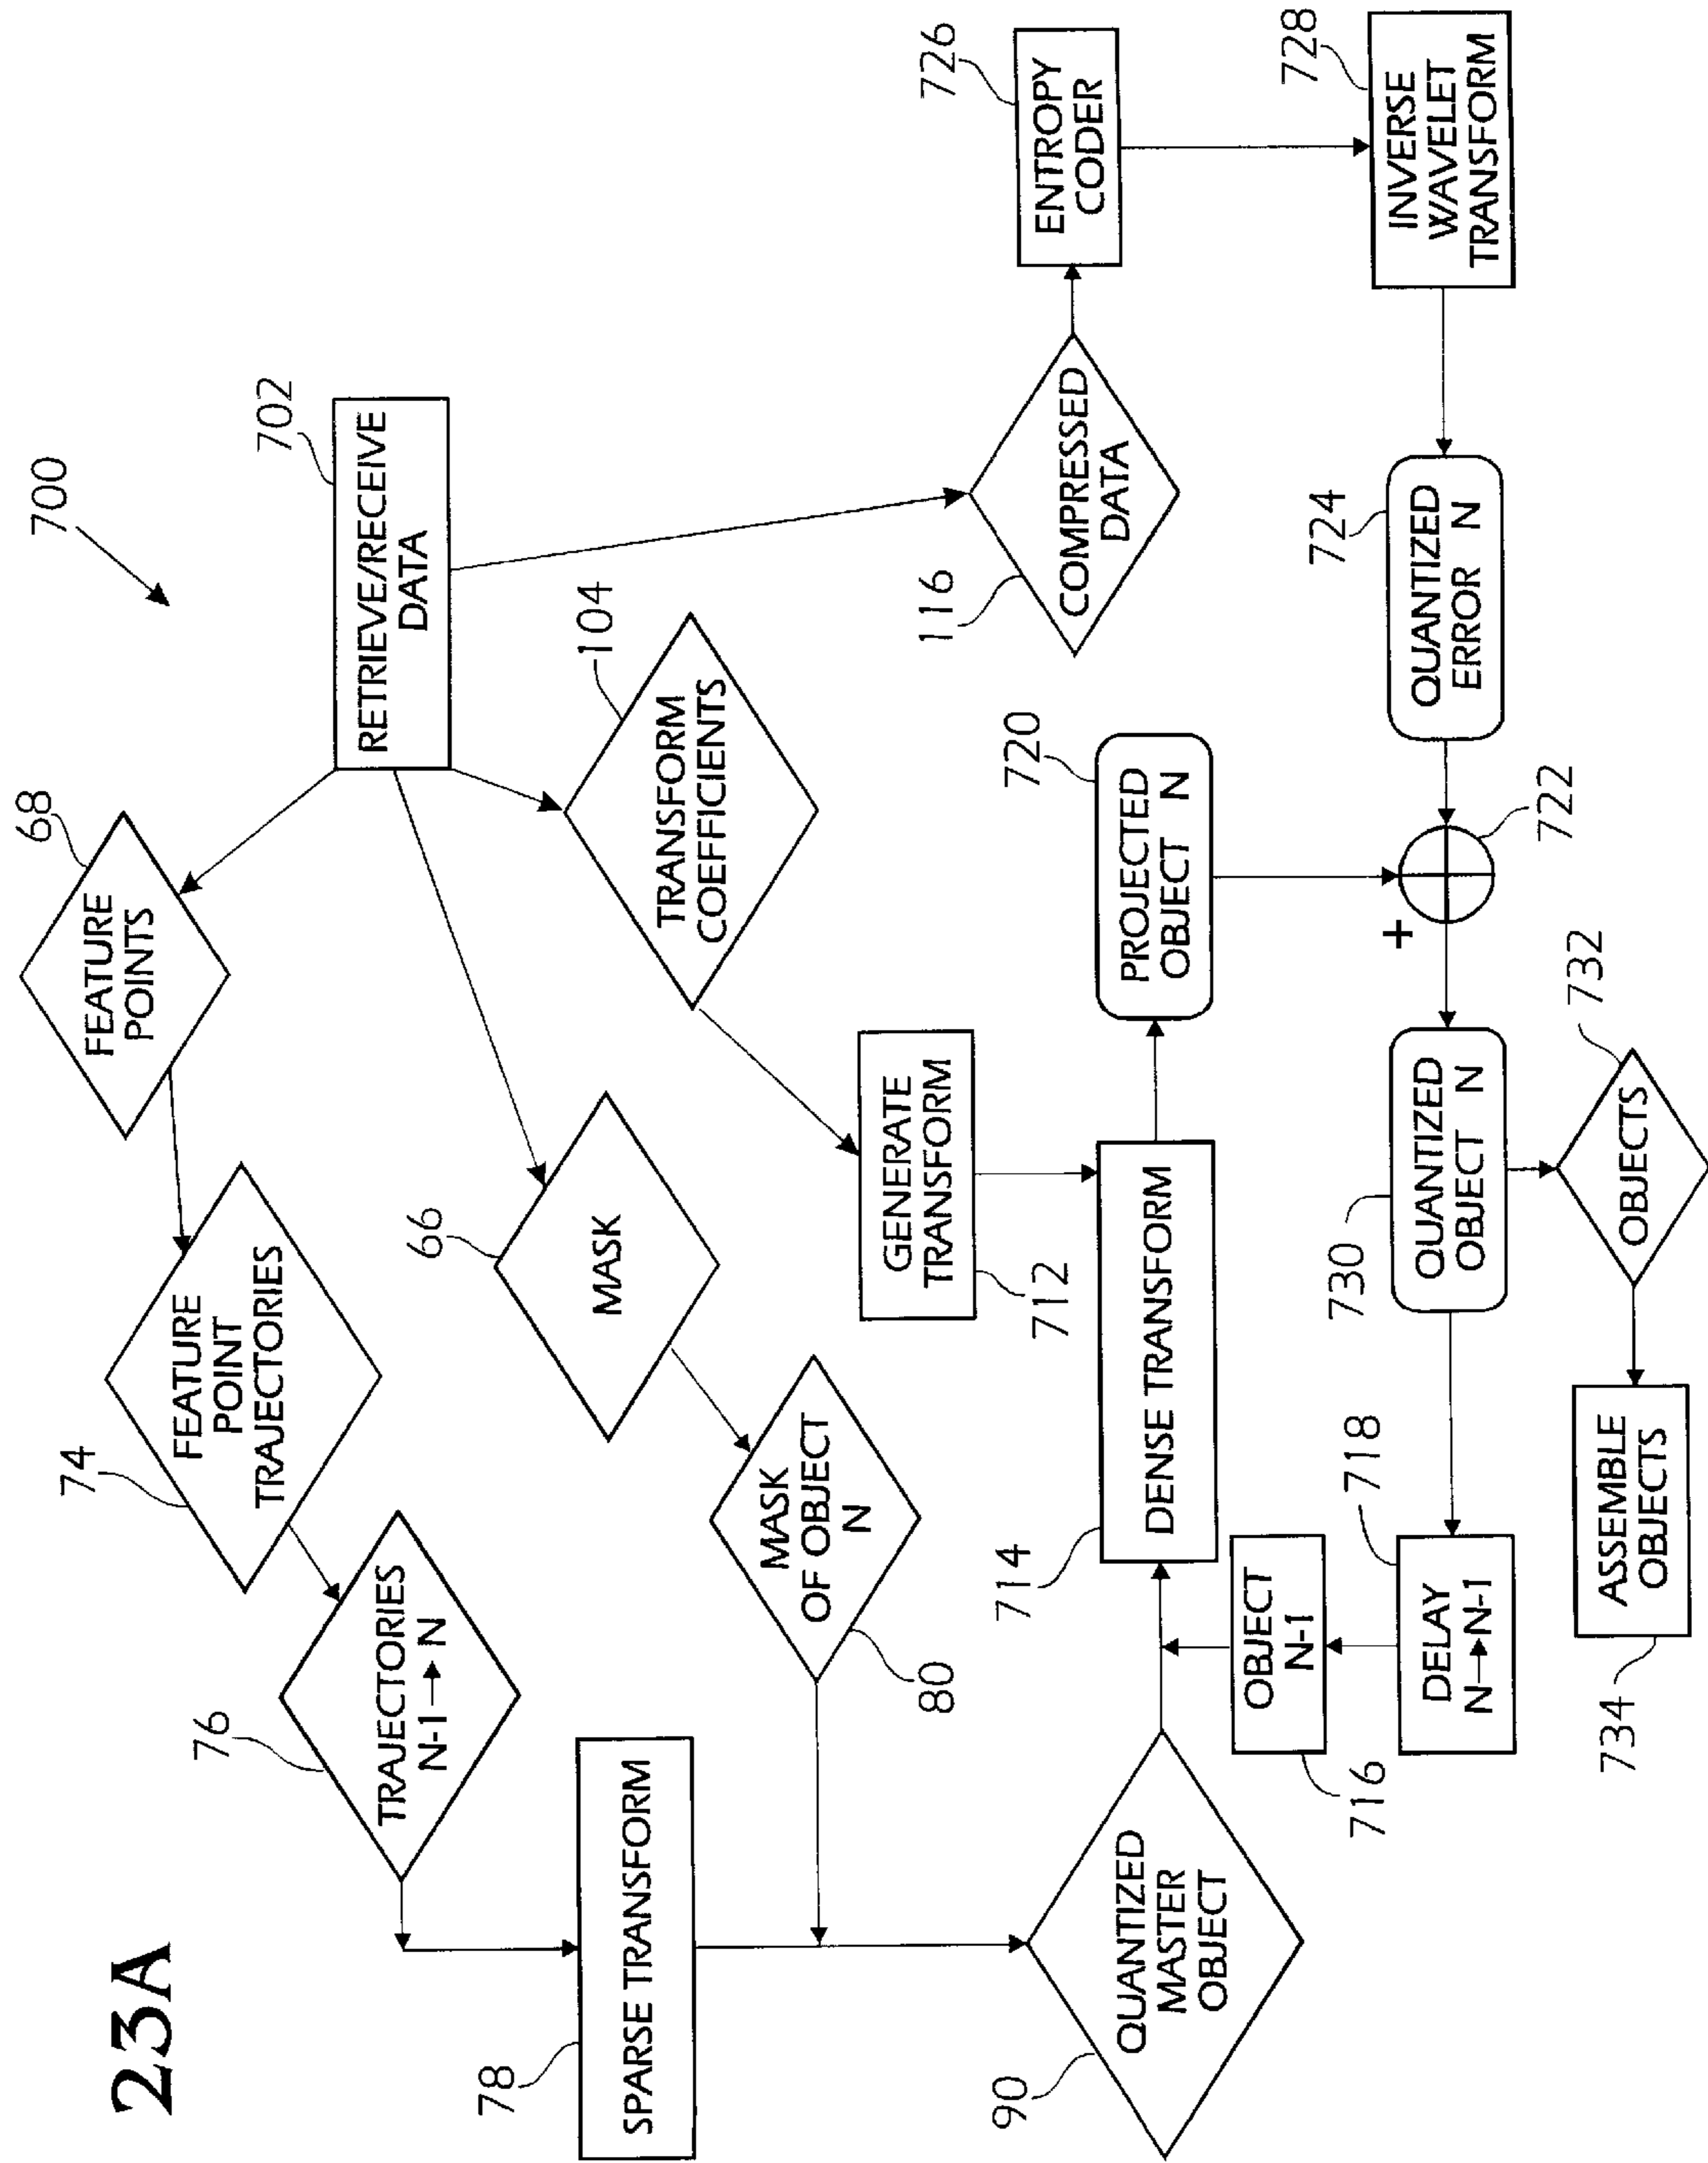 23A
700
RETRIEVE/RECEIVE
DATA
702
FEATURE
POINTS
68
FEATURE
POINT
TRAJECTORIES
74
TRAJECTORIES
N-1→N
76
SPARSE TRANSFORM
78
MASK
66
MASK
OF OBJECT
N
80
TRANSFORM
COEFFICIENTS
104
GENERATE
TRANSFORM
712
COMPRESSED
DATA
116
ENTROPY
CODER
726
INVERSE
WAVELET
TRANSFORM
728
QUANTIZED
MASTER
OBJECT
90
DENSE TRANSFORM
714
PROJECTED
OBJECT N
720
OBJECT
N-1
716
DELAY
N→N-1
718
QUANTIZED
OBJECT N
730
+
722
QUANTIZED
ERROR N
724
OBJECTS
732
ASSEMBLE
OBJECTS
734